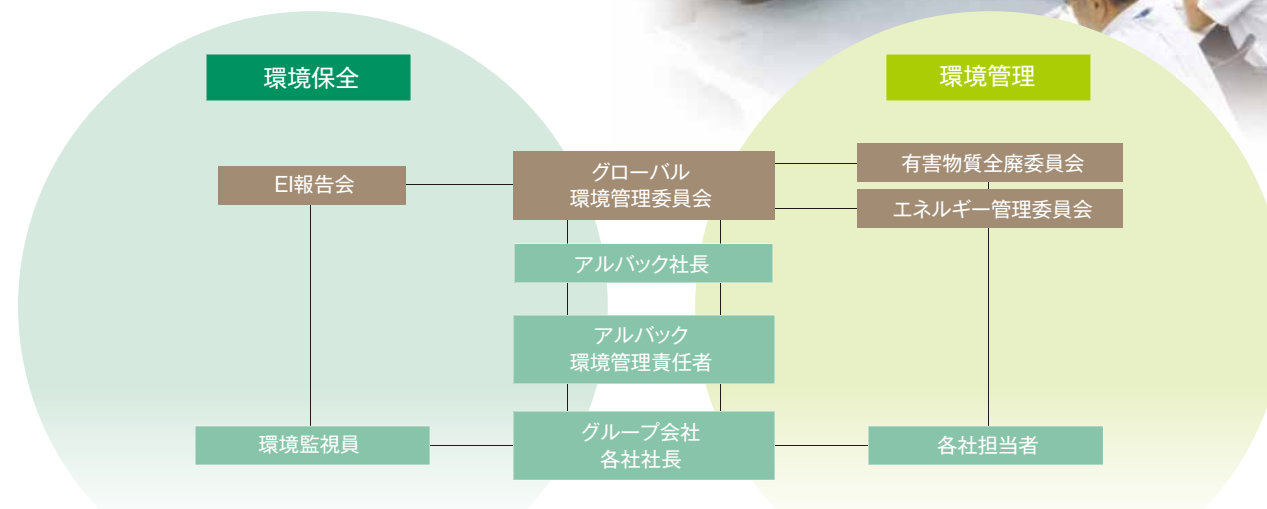 環境保全
環境管理
EI報告会
グローバル
環境管理委員会
有害物質全廃委員会
エネルギー管理委員会
アルバック社長
アルバック
環境管理責任者
環境監視員
グループ会社
各社社長
各社担当者